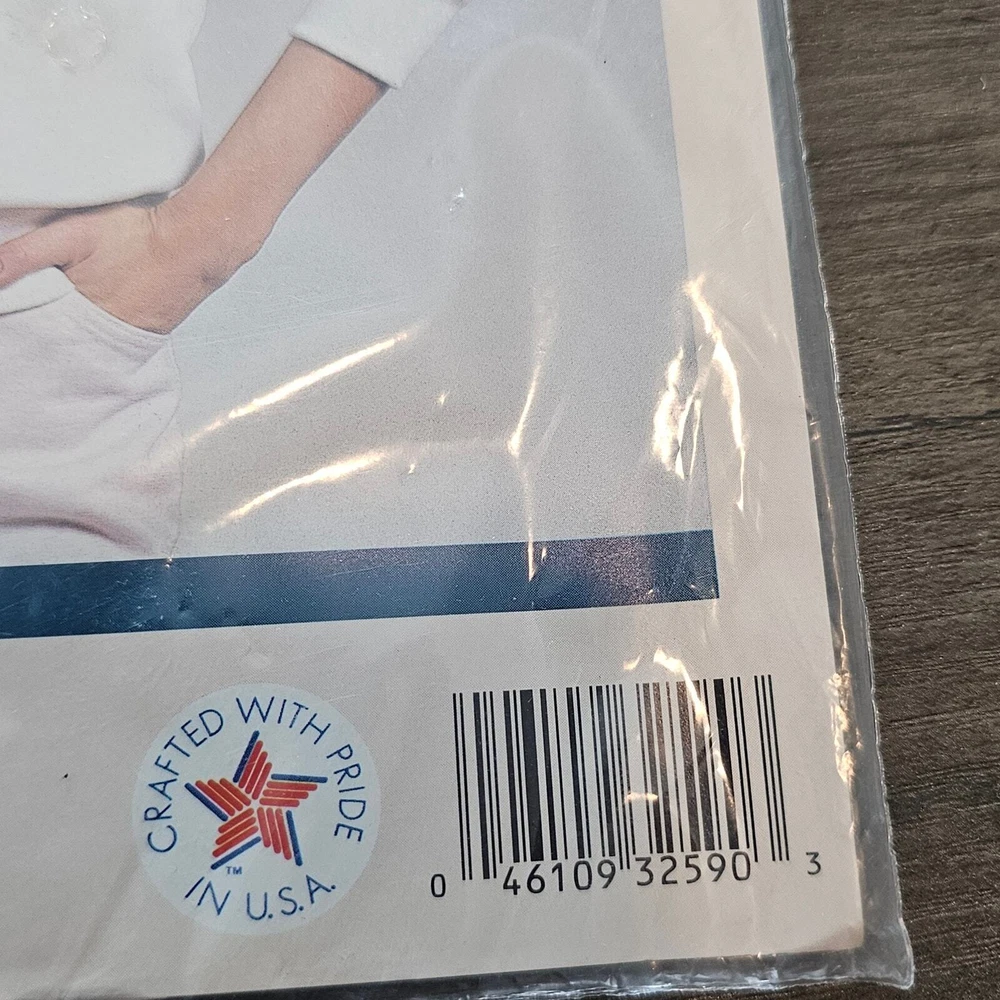 CRAFTED WITH PRIDE
IN U.S.A.
TM
0 46109 32590 3